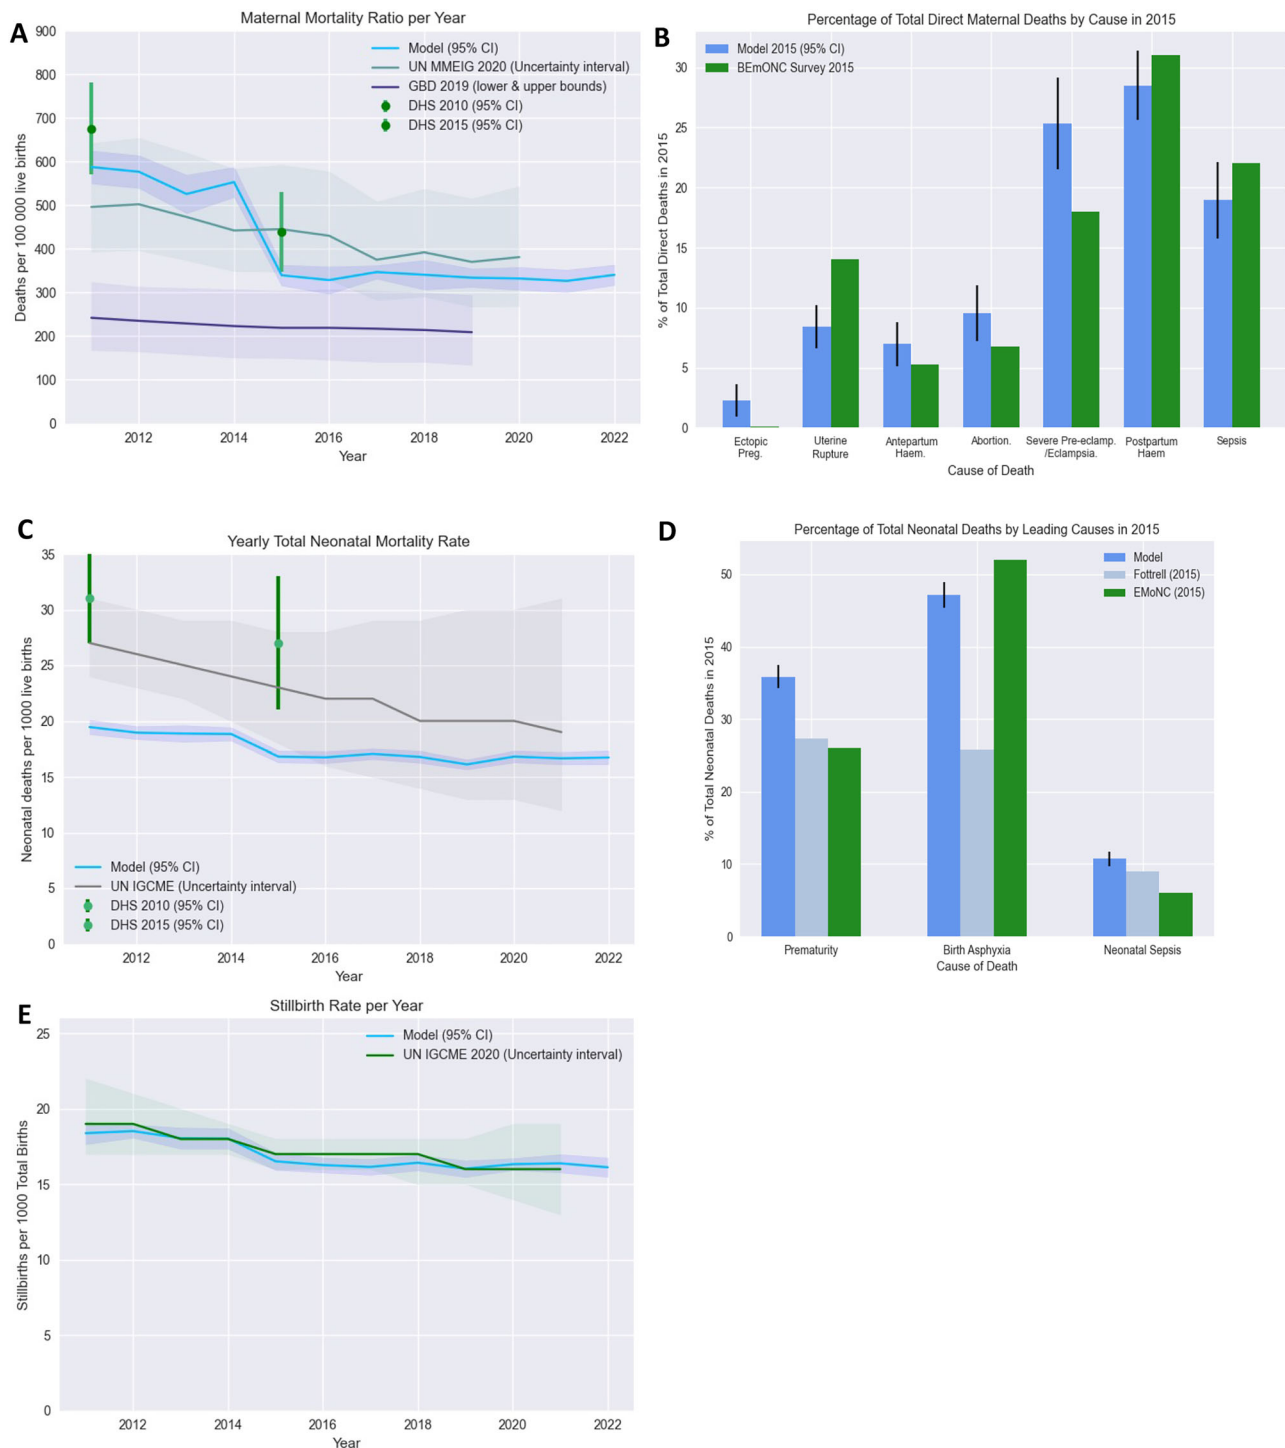 A
Maternal Mortality Ratio per Year
Model (95% CI)
UN MMEIG 2020 (Uncertainty interval)
GBD 2019 (lower & upper bounds)
DHS 2010 (95% CI)
DHS 2015 (95% CI)
Deaths per 100 000 live births
900
800
700
600
500
400
300
200
100
0
2012 2014 2016 2018 2020 2022
Year
B
Percentage of Total Direct Maternal Deaths by Cause in 2015
Model 2015 (95% CI)
BEmONC Survey 2015
% of Total Direct Deaths in 2015
30
25
20
15
10
5
0
Ectopic Uterine Antepartum Abortion. Severe Pre-eclamp. Postpartum Sepsis
Preg. Rupture Haem. /Eclampsia. Haem
Cause of Death
C
Yearly Total Neonatal Mortality Rate
Neonatal deaths per 1000 live births
35
30
25
20
15
10
5
0
Model (95% CI)
UN IGCME (Uncertainty interval)
DHS 2010 (95% CI)
DHS 2015 (95% CI)
2012 2014 2016 2018 2020 2022
Year
D
Percentage of Total Neonatal Deaths by Leading Causes in 2015
Model
Fottrell (2015)
EMoNC (2015)
% of Total Neonatal Deaths in 2015
50
40
30
20
10
0
Prematurity Birth Asphyxia Neonatal Sepsis
Cause of Death
E
Stillbirth Rate per Year
Model (95% CI)
UN IGCME 2020 (Uncertainty interval)
Stillbirths per 1000 Total Births
25
20
15
10
5
0
2012 2014 2016 2018 2020 2022
Year